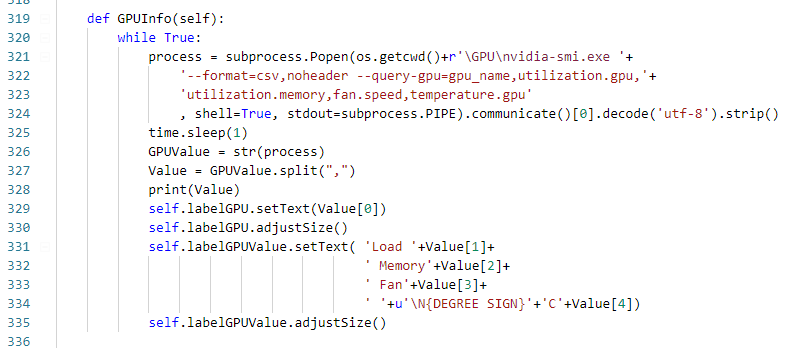 318
319 def GPUInfo(self):
320 while True:
321 process = subprocess.Popen(os.getcwd()+r'\GPU\nvidia-smi.exe '+
322 '--format=csv,noheader --query-gpu=gpu_name,utilization.gpu,'+
323 'utilization.memory,fan.speed,temperature.gpu'
324 , shell=True, stdout=subprocess.PIPE).communicate()[0].decode('utf-8').strip()
325 time.sleep(1)
326 GPUValue = str(process)
327 Value = GPUValue.split(",")
328 print(Value)
329 self.labelGPU.setText(Value[0])
330 self.labelGPU.adjustSize()
331 self.labelGPUValue.setText( 'Load '+Value[1]+
332 ' Memory'+Value[2]+
333 ' Fan'+Value[3]+
334 ' '+u'\N{DEGREE SIGN}'+'C'+Value[4])
335 self.labelGPUValue.adjustSize()
336